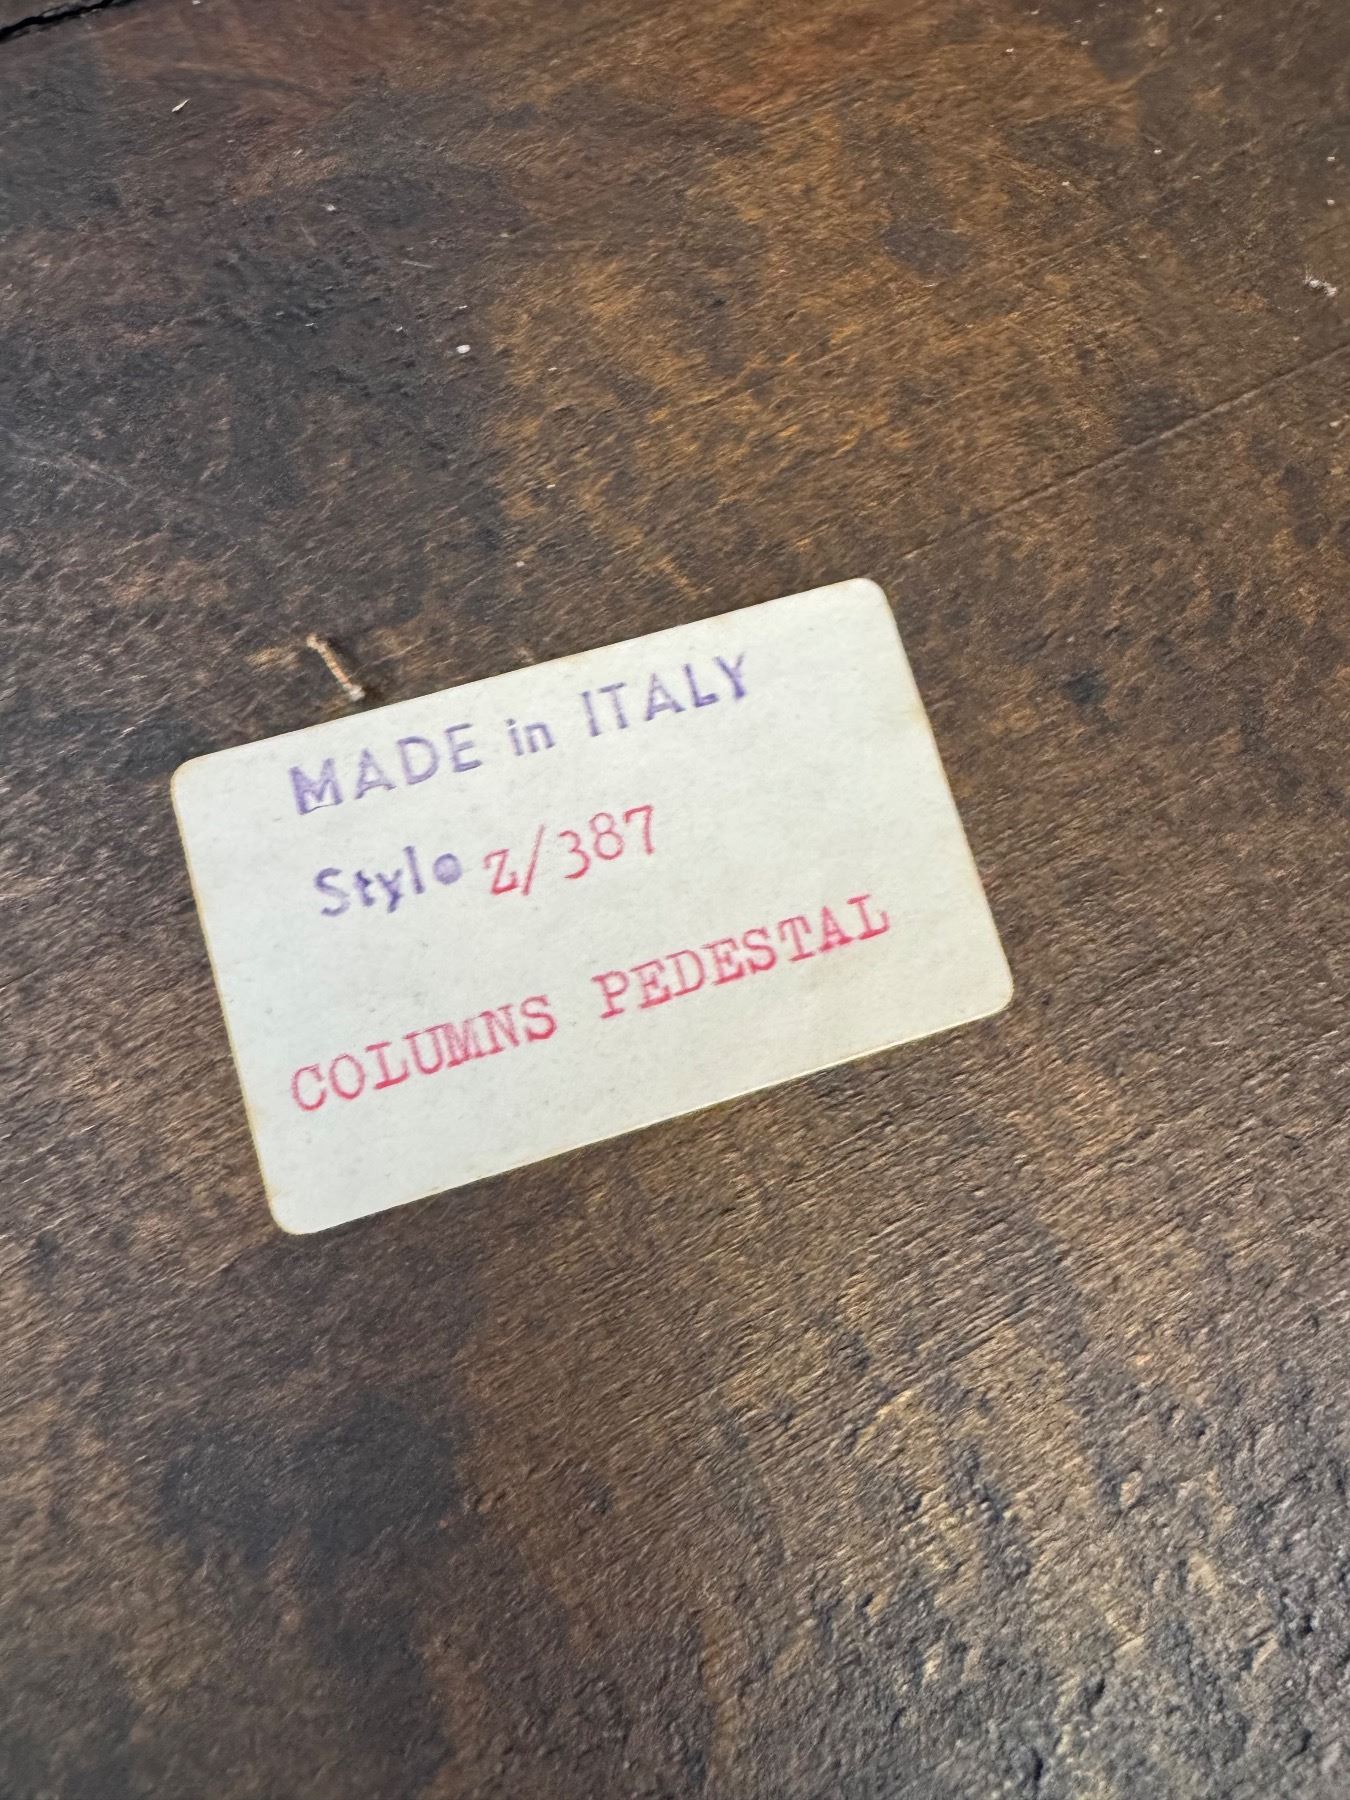 MADE in ITALY
Style Z/387
COLUMNS PEDESTAL